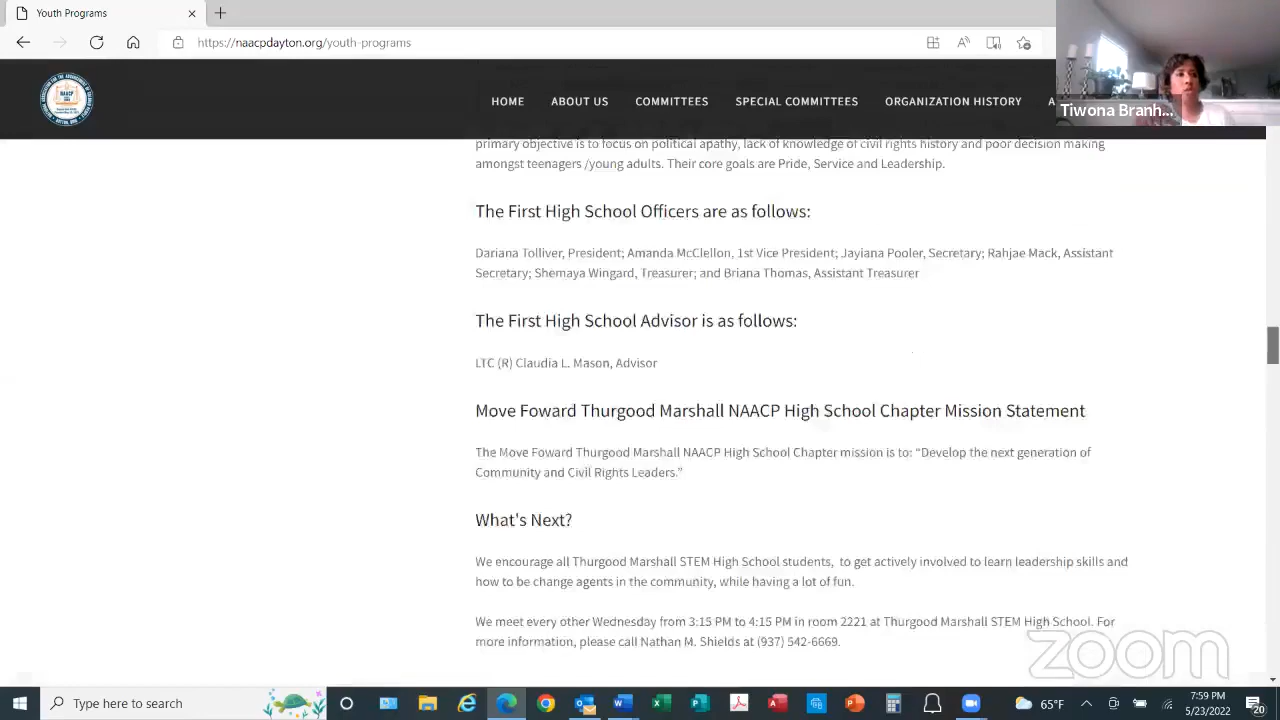 Youth Programs
https://naacpdayton.org/youth-programs
HOME ABOUT US COMMITTEES SPECIAL COMMITTEES ORGANIZATION HISTORY A
Tiwona Branh...
primary objective is to focus on political apathy, lack of knowledge of civil rights history and poor decision making
amongst teenagers /young adults. Their core goals are Pride, Service and Leadership.
The First High School Officers are as follows:
Dariana Tolliver, President; Amanda McClellon, 1st Vice President; Jayiana Pooler, Secretary; Rahjae Mack, Assistant
Secretary; Shemaya Wingard, Treasurer; and Briana Thomas, Assistant Treasurer
The First High School Advisor is as follows:
LTC (R) Claudia L. Mason, Advisor
Move Foward Thurgood Marshall NAACP High School Chapter Mission Statement
The Move Foward Thurgood Marshall NAACP High School Chapter mission is to: “Develop the next generation of
Community and Civil Rights Leaders.”
What's Next?
We encourage all Thurgood Marshall STEM High School students, to get actively involved to learn leadership skills and
how to be change agents in the community, while having a lot of fun.
We meet every other Wednesday from 3:15 PM to 4:15 PM in room 2221 at Thurgood Marshall STEM High School. For
more information, please call Nathan M. Shields at (937) 542-6669.
zoom
Type here to search
65°F
7:59 PM
5/23/2022
20